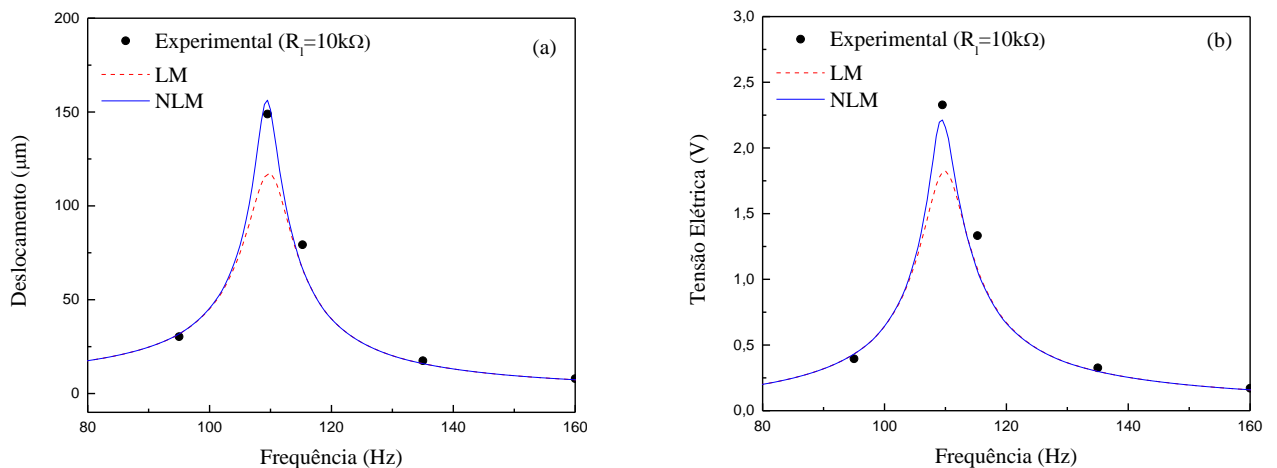 200
150
100
50
0
Deslocamento (μm)
Experimental (R_l=10kΩ)
LM
NLM
(a)
80 100 120 140 160
Frequência (Hz)
3,0
2,5
2,0
1,5
1,0
0,5
0,0
Tensão Elétrica (V)
Experimental (R_l=10kΩ)
LM
NLM
(b)
80 100 120 140 160
Frequência (Hz)